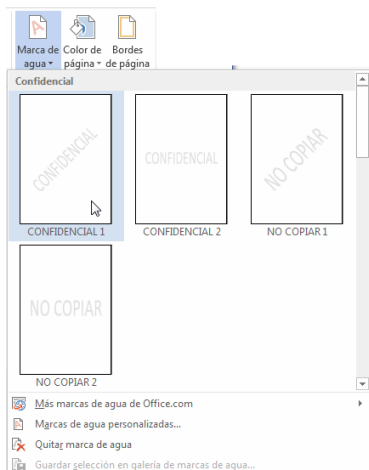 Marca de Color de Bordes
agua página de página
Confidencial
CONFIDENCIAL
CONFIDENCIAL
NO COPIAR
CONFIDENCIAL 1
CONFIDENCIAL 2
NO COPIAR 1
NO COPIAR
NO COPIAR 2
Más marcas de agua de Office.com
Marcas de agua personalizadas...
Quitar marca de agua
Guardar selección en galería de marcas de agua...